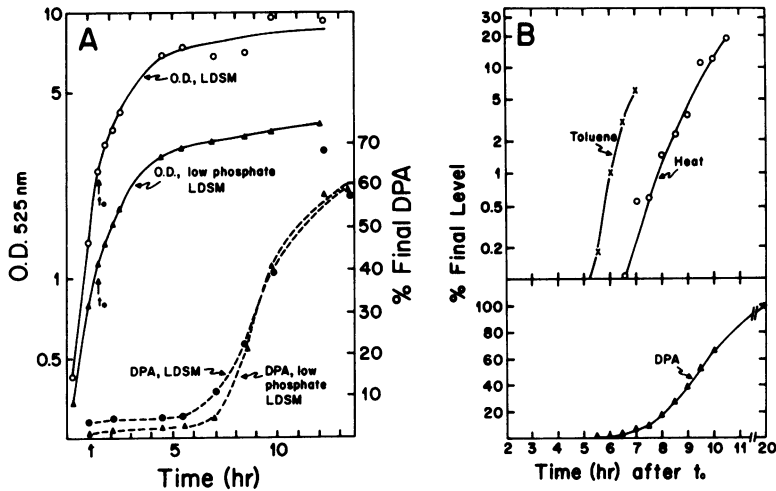 A
10
5
1
0.5
O.D. 525 nm
O.D., LDSM
t₀
O.D., low phosphate
LDSM
t₀
DPA, LDSM
DPA, low
phosphate
LDSM
70
60
50
40
30
20
10
% Final DPA
5
10
Time (hr)
B
30
20
10
5
2
1
0.5
0.2
% Final Level
Toluene
Heat
100
80
60
40
20
DPA
2 3 4 5 6 7 8 9 10 11 20
Time (hr) after t₀